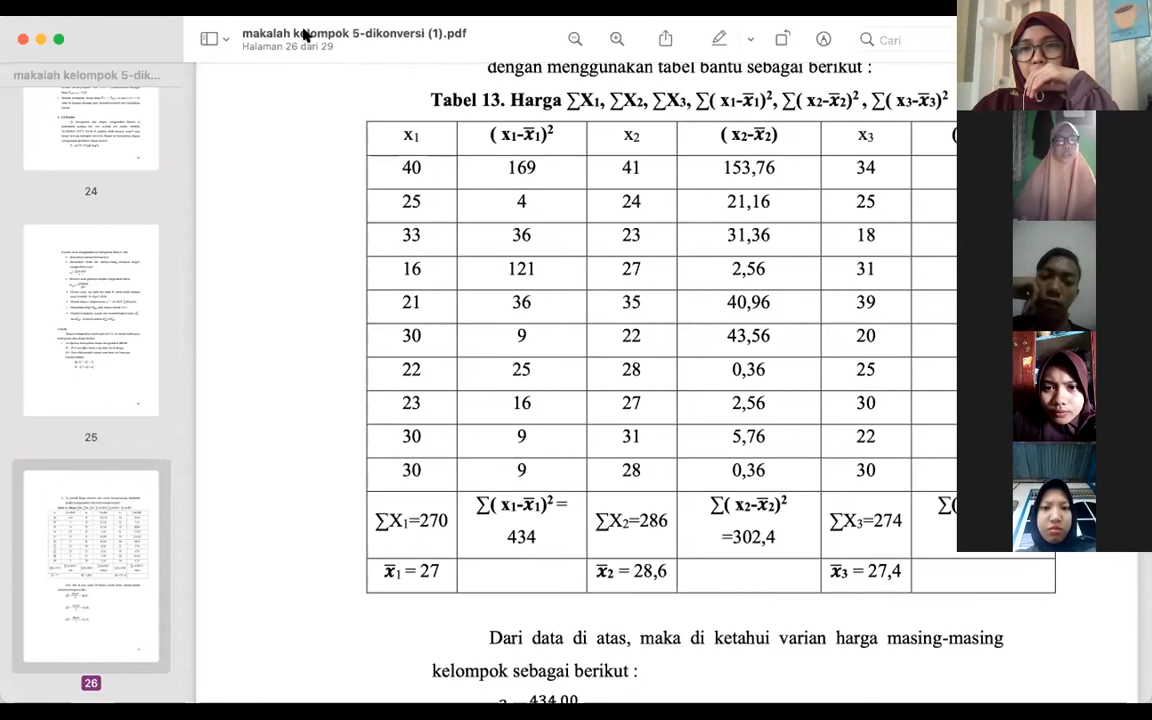 makalah kelompok 5-dikonversi (1).pdf
Halaman 26 dari 29
Cari
makalah kelompok 5-dik...
24
25
26
dengan menggunakan tabel bantu sebagai berikut :
Tabel 13. Harga ∑X₁, ∑X₂, ∑X₃, ∑( x₁-x̅₁)², ∑( x₂-x̅₂)² , ∑( x₃-x̅₃)²
x₁ ( x₁-x̅₁)² x₂ ( x₂-x̅₂) x₃ (
40 169 41 153,76 34
25 4 24 21,16 25
33 36 23 31,36 18
16 121 27 2,56 31
21 36 35 40,96 39
30 9 22 43,56 20
22 25 28 0,36 25
23 16 27 2,56 30
30 9 31 5,76 22
30 9 28 0,36 30
∑X₁=270 ∑( x₁-x̅₁)² = 434 ∑X₂=286 ∑( x₂-x̅₂)² =302,4 ∑X₃=274 ∑(
x̅₁ = 27 x̅₂ = 28,6 x̅₃ = 27,4
Dari data di atas, maka di ketahui varian harga masing-masing
kelompok sebagai berikut :
434,00